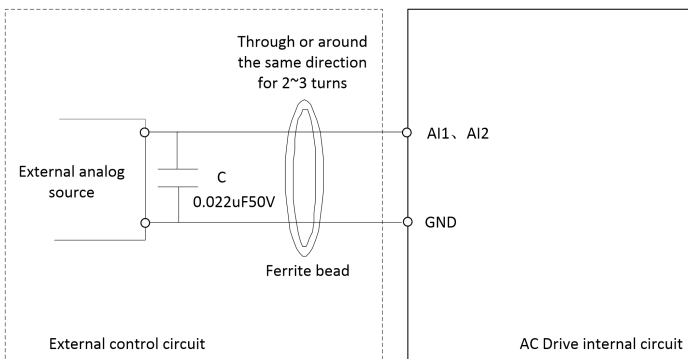 Through or around
the same direction
for 2~3 turns
AI1、AI2
External analog
source
C
0.022uF50V
GND
Ferrite bead
External control circuit
AC Drive internal circuit